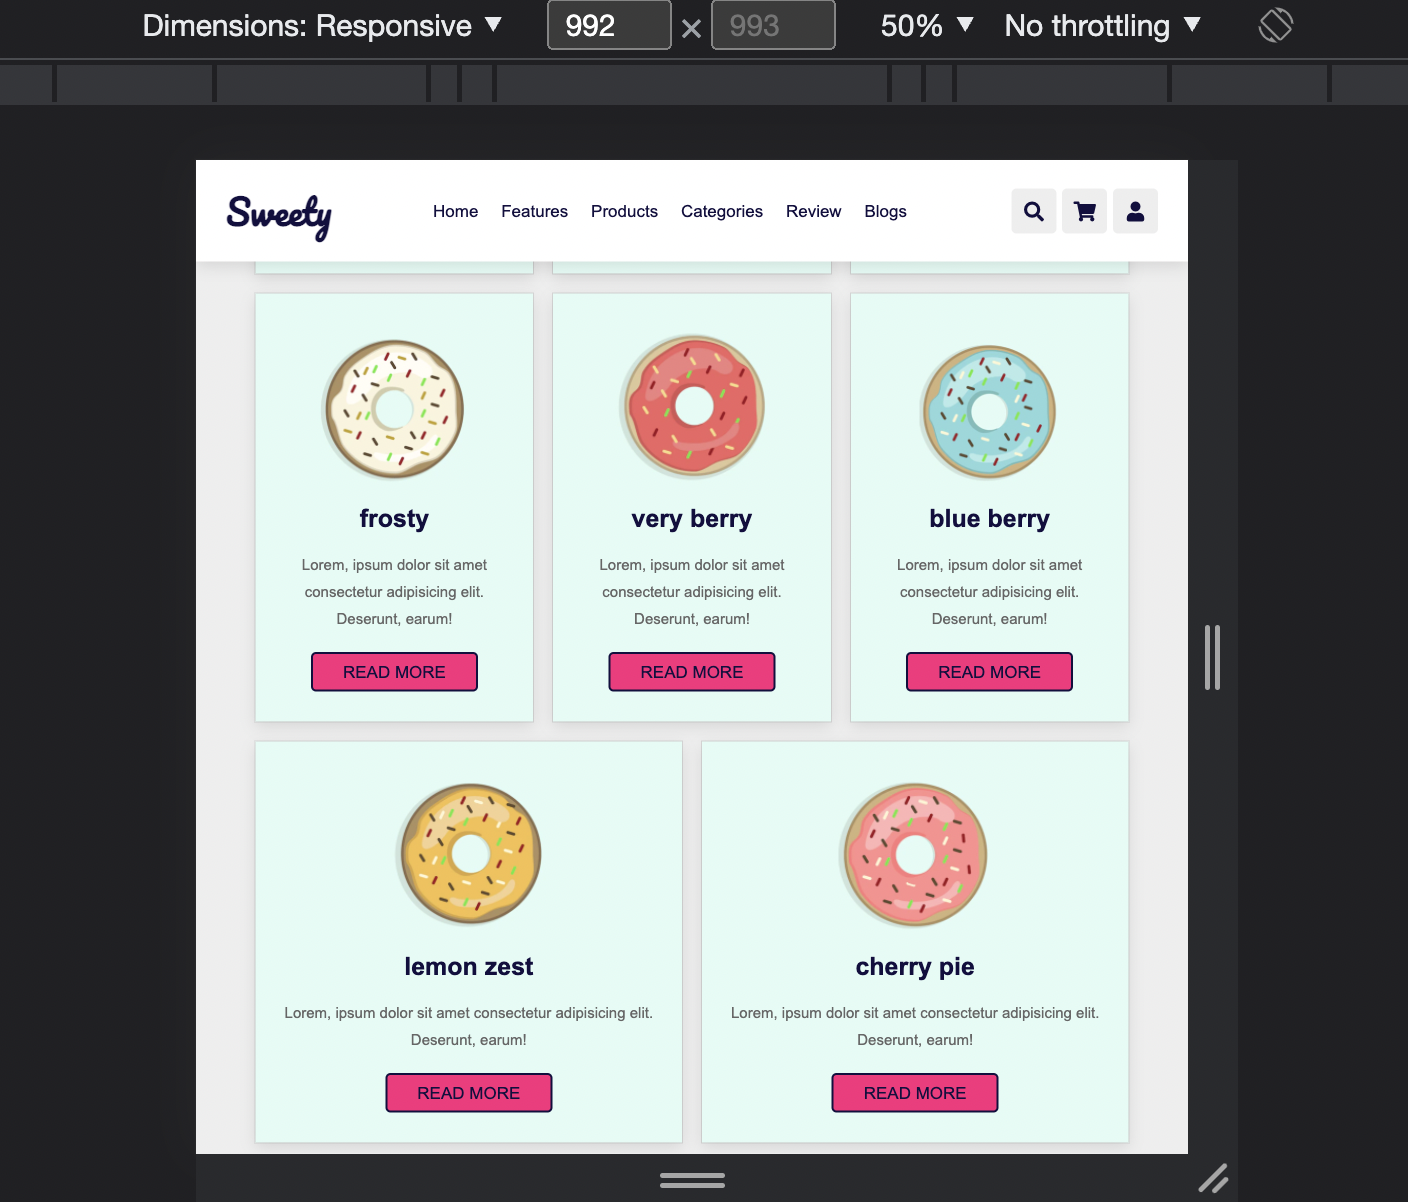 Dimensions: Responsive ▼ 992 × 993 50% ▼ No throttling ▼
Sweety
Home Features Products Categories Review Blogs
frosty very berry blue berry
Lorem, ipsum dolor sit amet Lorem, ipsum dolor sit amet Lorem, ipsum dolor sit amet
consectetur adipisicing elit. consectetur adipisicing elit. consectetur adipisicing elit.
Deserunt, earum! Deserunt, earum! Deserunt, earum!
READ MORE READ MORE READ MORE
lemon zest cherry pie
Lorem, ipsum dolor sit amet consectetur adipisicing elit. Lorem, ipsum dolor sit amet consectetur adipisicing elit.
Deserunt, earum! Deserunt, earum!
READ MORE READ MORE